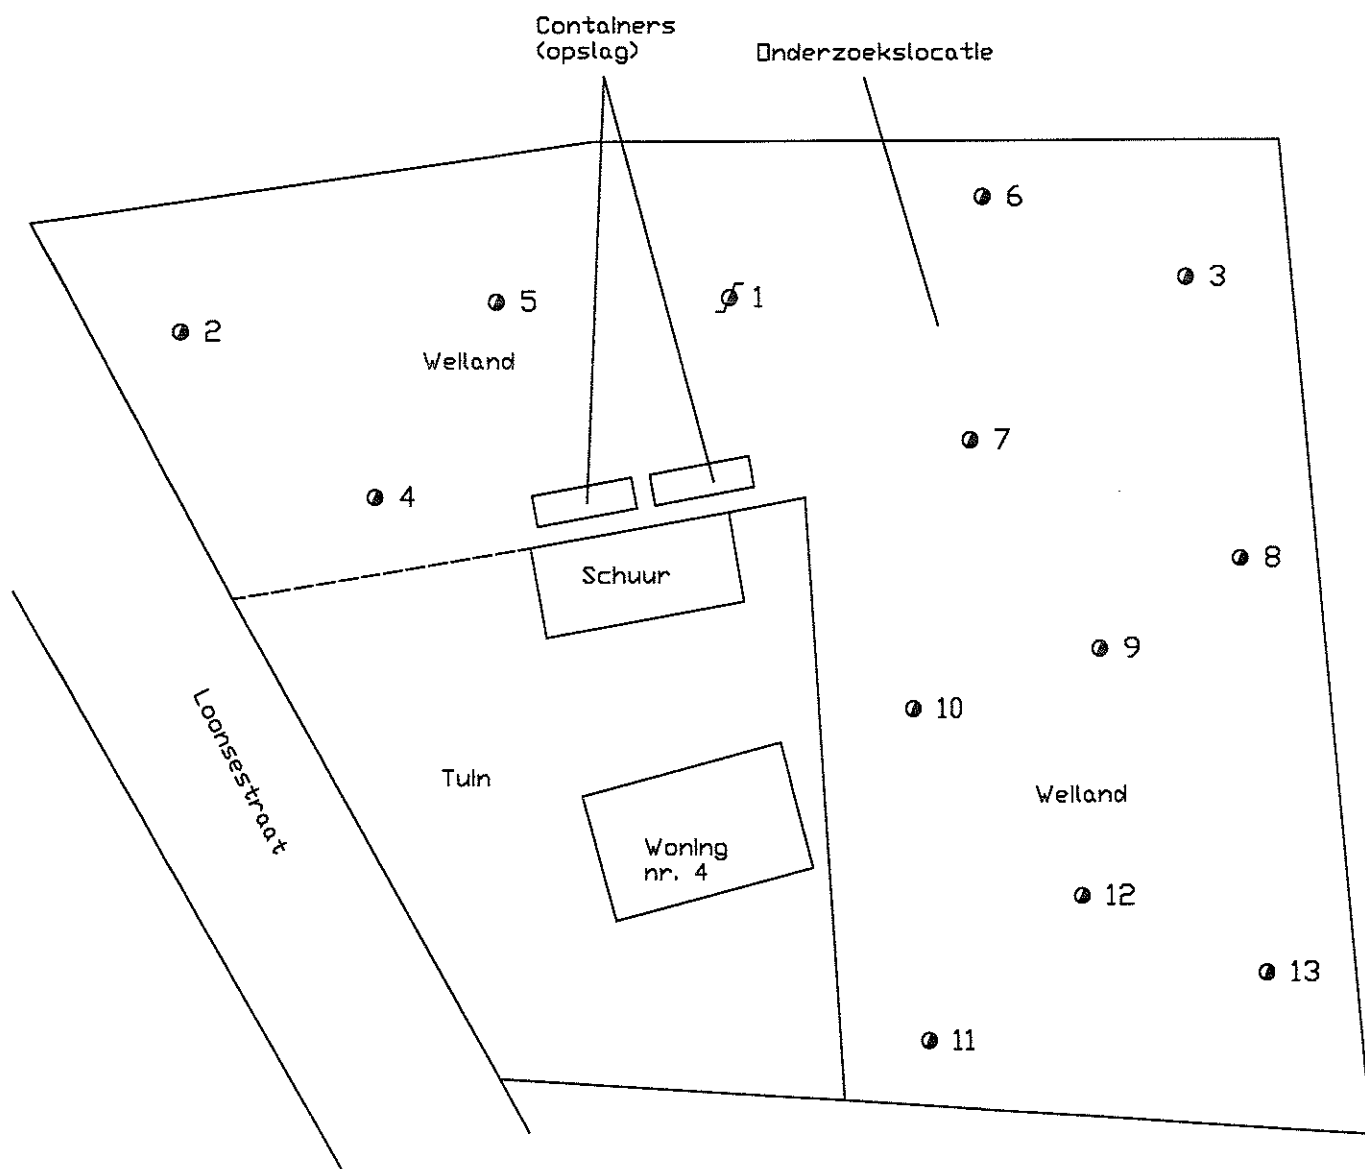 Containers
(opslag)
Onderzoekslocatie
6
3
5
1
2
Weiland
7
4
8
Schuur
9
10
Loonsestraat
Tuin
Weiland
Woning
nr. 4
12
13
11